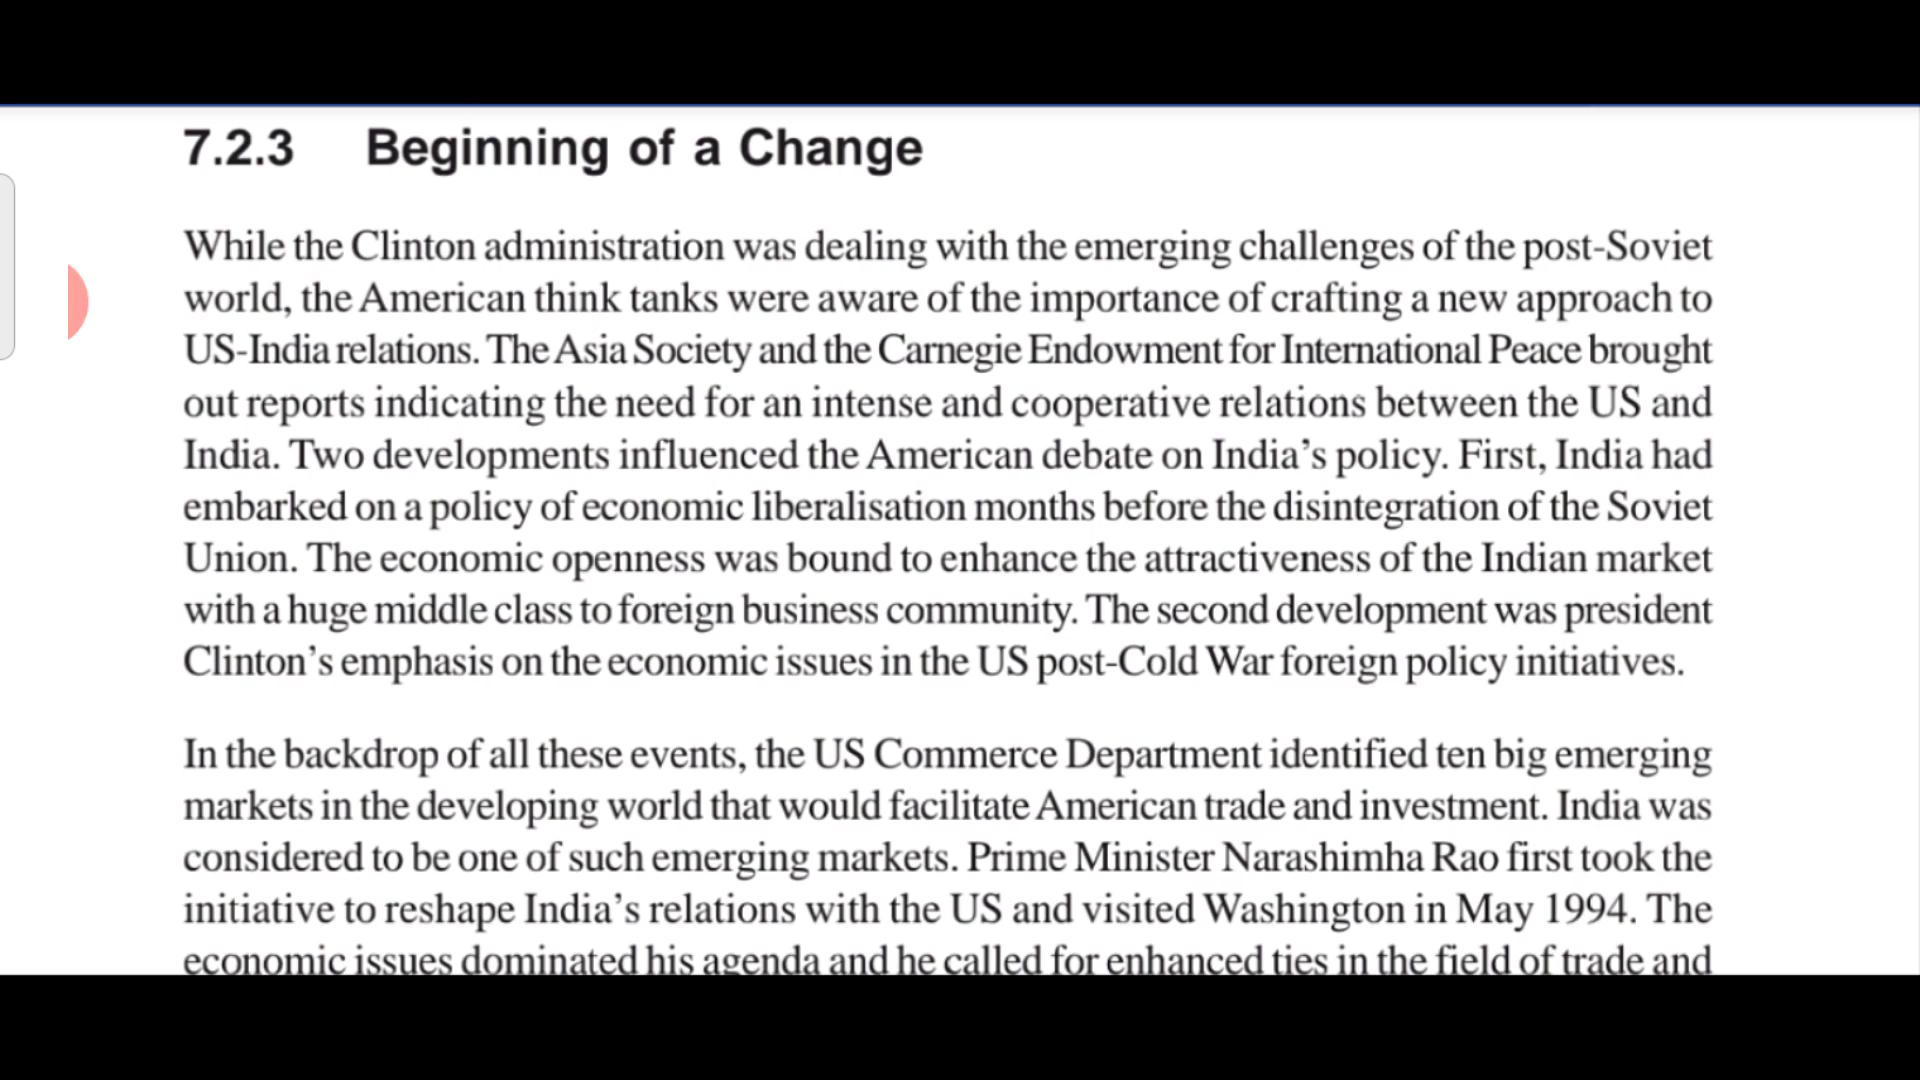 7.2.3 Beginning of a Change
While the Clinton administration was dealing with the emerging challenges of the post-Soviet
world, the American think tanks were aware of the importance of crafting a new approach to
US-India relations. The Asia Society and the Carnegie Endowment for International Peace brought
out reports indicating the need for an intense and cooperative relations between the US and
India. Two developments influenced the American debate on India’s policy. First, India had
embarked on a policy of economic liberalisation months before the disintegration of the Soviet
Union. The economic openness was bound to enhance the attractiveness of the Indian market
with a huge middle class to foreign business community. The second development was president
Clinton’s emphasis on the economic issues in the US post-Cold War foreign policy initiatives.
In the backdrop of all these events, the US Commerce Department identified ten big emerging
markets in the developing world that would facilitate American trade and investment. India was
considered to be one of such emerging markets. Prime Minister Narashimha Rao first took the
initiative to reshape India’s relations with the US and visited Washington in May 1994. The
economic issues dominated his agenda and he called for enhanced ties in the field of trade and